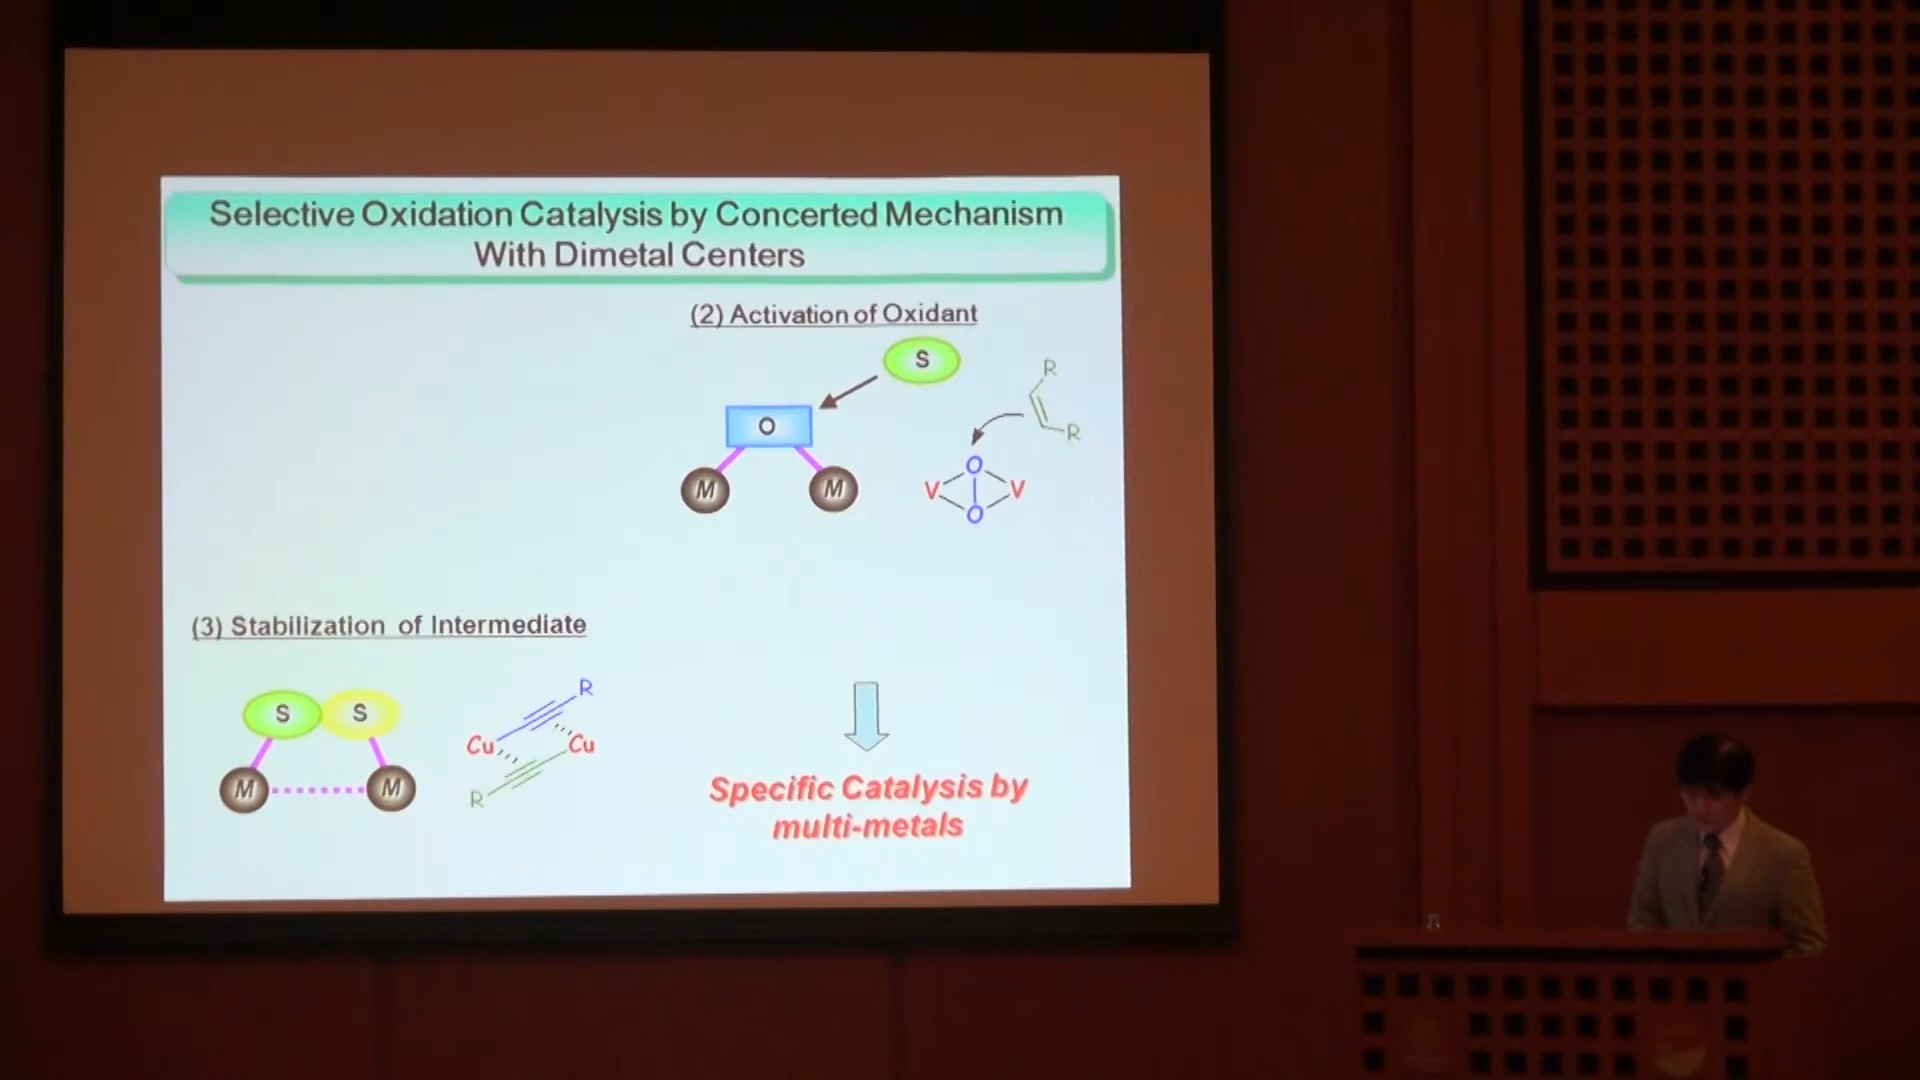 Selective Oxidation Catalysis by Concerted Mechanism
With Dimetal Centers
(2) Activation of Oxidant
S
O
M M
R
R
O
V V
O
(3) Stabilization of Intermediate
S S
M M
R
Cu Cu
R
Specific Catalysis by
multi-metals